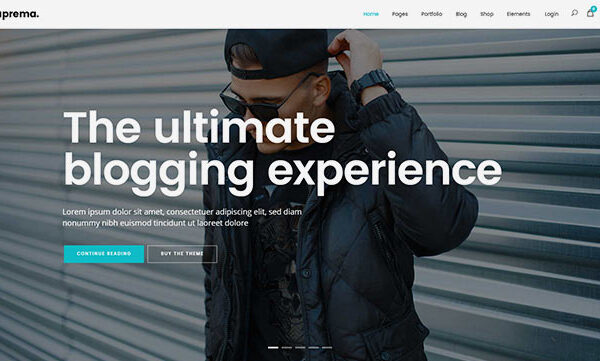 uprema.
Home Pages Portfolio Blog Shop Elements Login
The ultimate
blogging experience
Lorem ipsum dolor sit amet, consectetuer adipiscing elit, sed diam
nonummy nibh euismod tincidunt ut laoreet dolore
CONTINUE READING BUY THE THEME